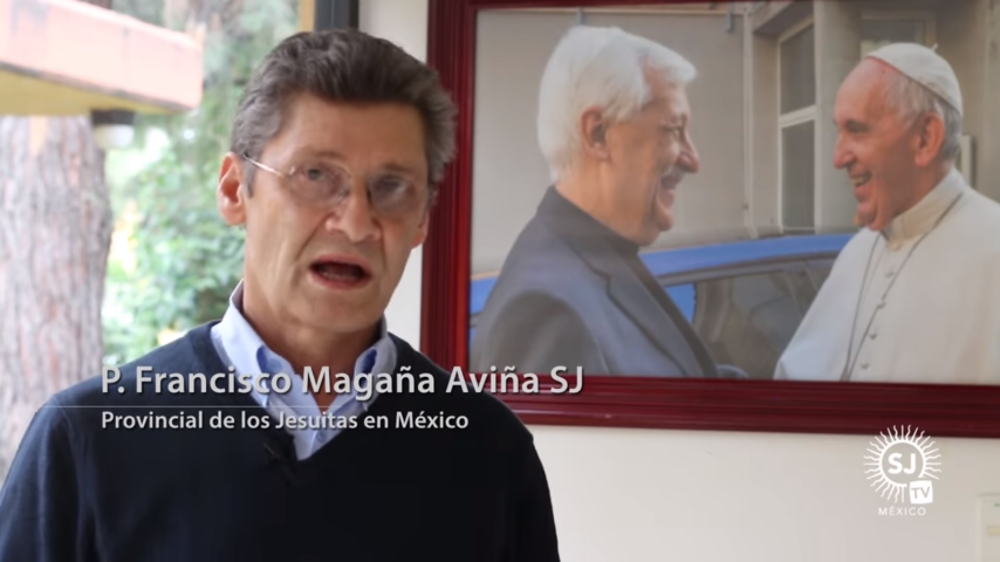 P. Francisco Magaña Aviña SJ
Provincial de los Jesuitas en México
SJ
TV
MÉXICO